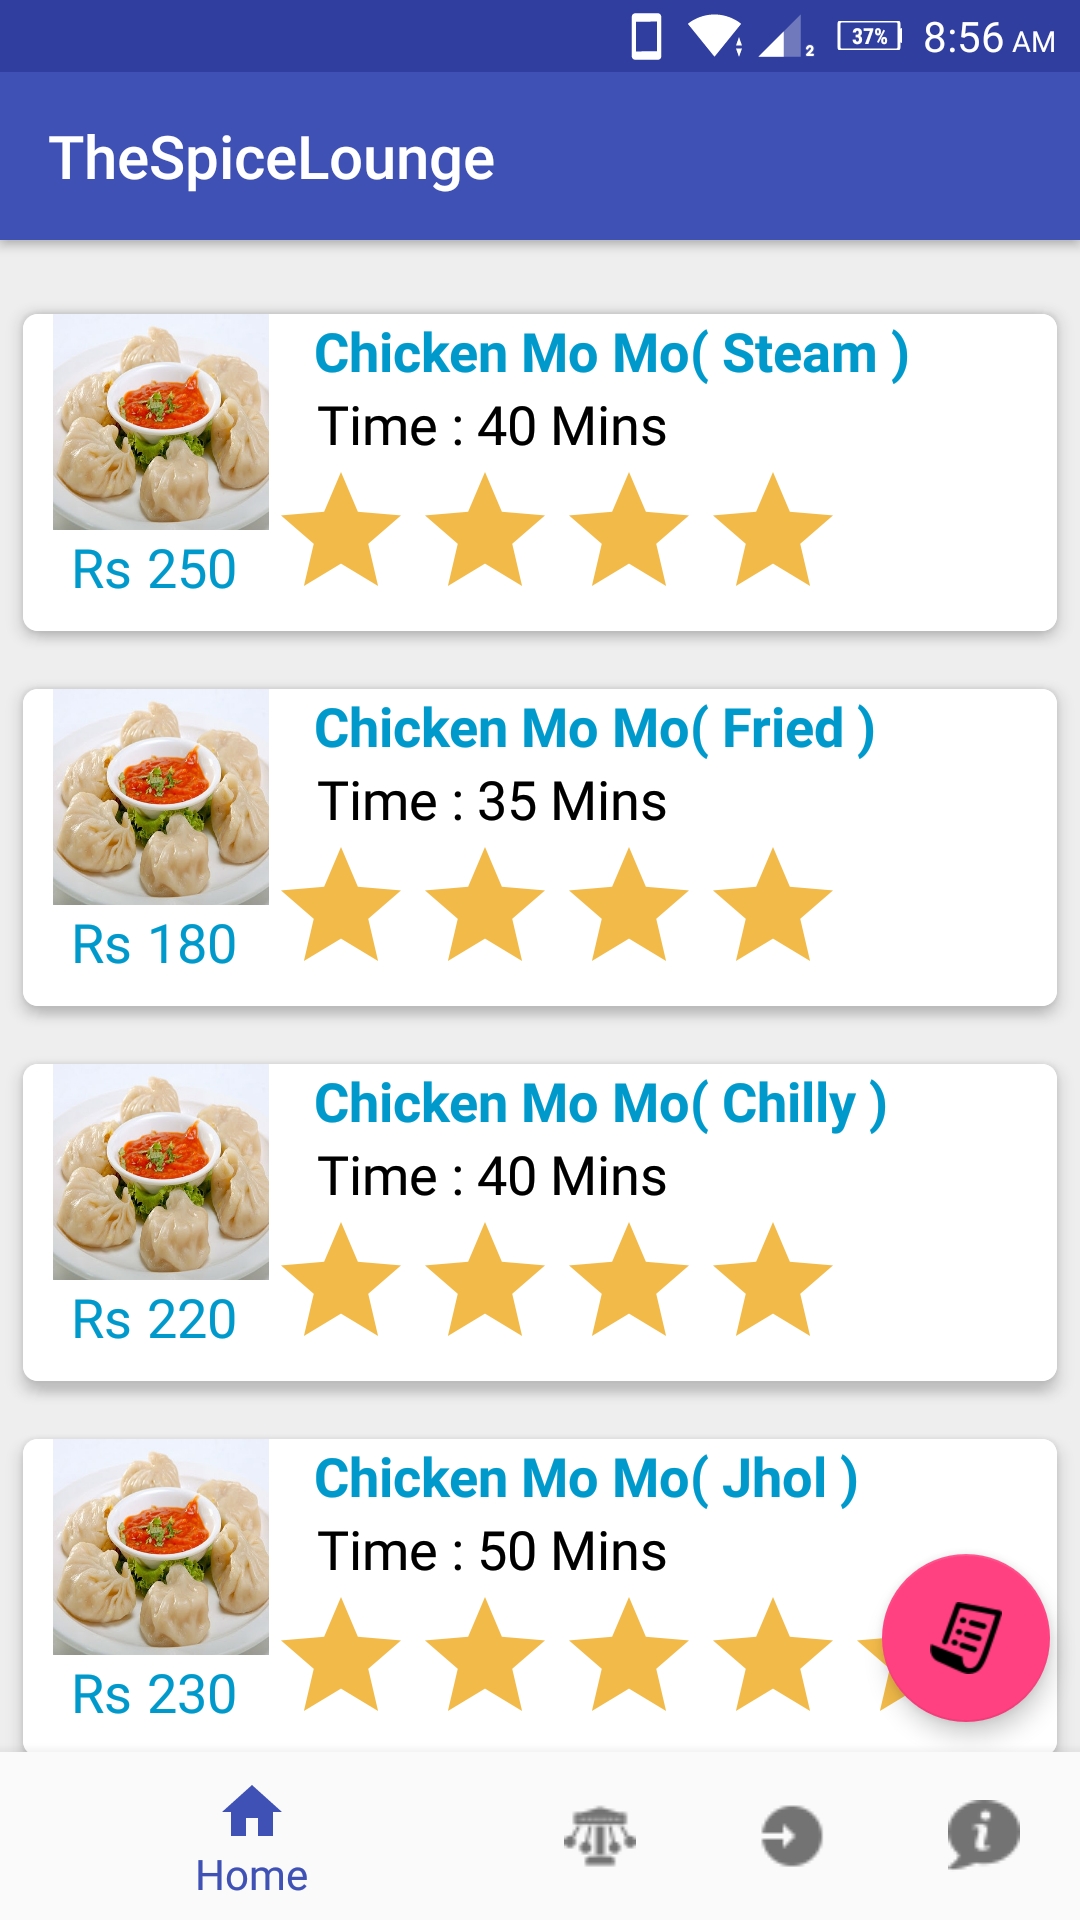 2 37% 8:56 AM
TheSpiceLounge
Chicken Mo Mo( Steam )
Time : 40 Mins
Rs 250
Chicken Mo Mo( Fried )
Time : 35 Mins
Rs 180
Chicken Mo Mo( Chilly )
Time : 40 Mins
Rs 220
Chicken Mo Mo( Jhol )
Time : 50 Mins
Rs 230
Home